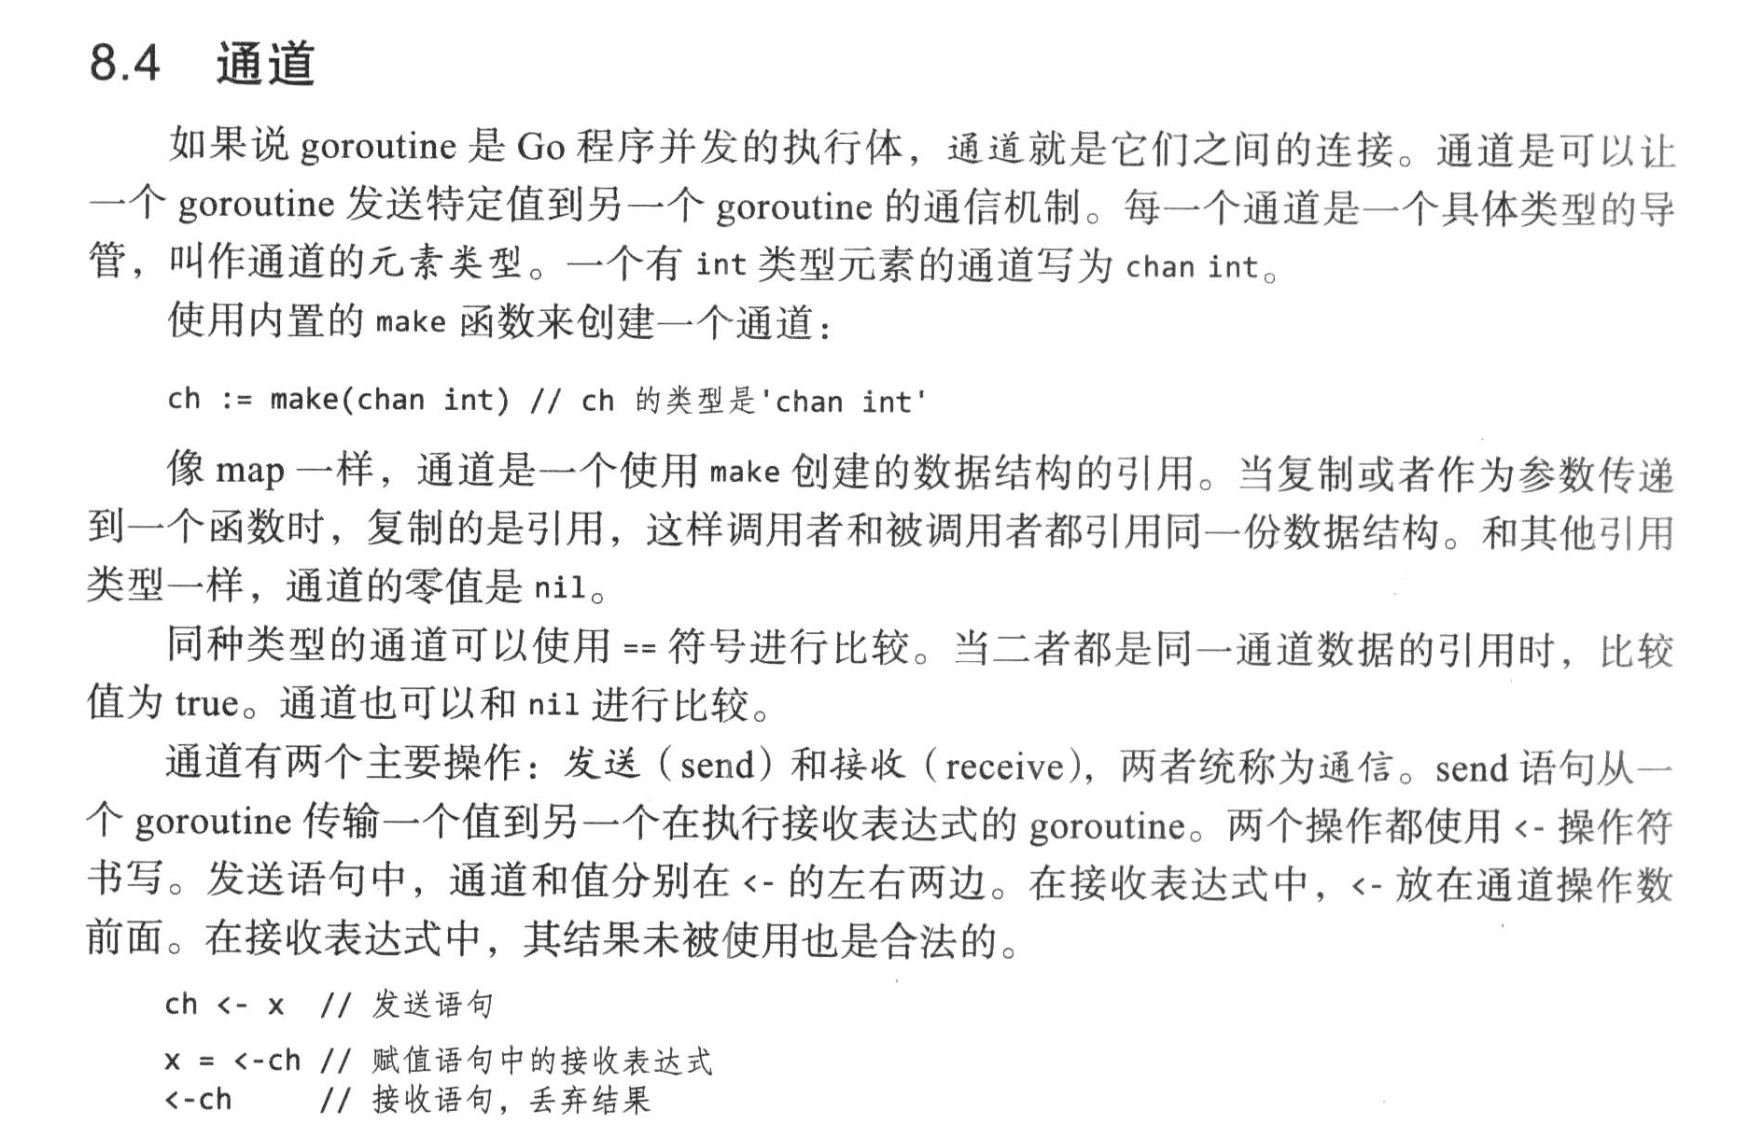 8.4 通道
如果说 goroutine 是 Go 程序并发的执行体，通道就是它们之间的连接。通道是可以让
一个 goroutine 发送特定值到另一个 goroutine 的通信机制。每一个通道是一个具体类型的导
管，叫作通道的元素类型。一个有 int 类型元素的通道写为 chan int。
使用内置的 make 函数来创建一个通道：
ch := make(chan int) // ch 的类型是'chan int'
像 map 一样，通道是一个使用 make 创建的数据结构的引用。当复制或者作为参数传递
到一个函数时，复制的是引用，这样调用者和被调用者都引用同一份数据结构。和其他引用
类型一样，通道的零值是 nil。
同种类型的通道可以使用 == 符号进行比较。当二者都是同一通道数据的引用时，比较
值为 true。通道也可以和 nil 进行比较。
通道有两个主要操作：发送（send）和接收（receive），两者统称为通信。send 语句从一
个 goroutine 传输一个值到另一个在执行接收表达式的 goroutine。两个操作都使用 <- 操作符
书写。发送语句中，通道和值分别在 <- 的左右两边。在接收表达式中，<- 放在通道操作数
前面。在接收表达式中，其结果未被使用也是合法的。
ch <- x // 发送语句
x = <-ch // 赋值语句中的接收表达式
<-ch // 接收语句，丢弃结果